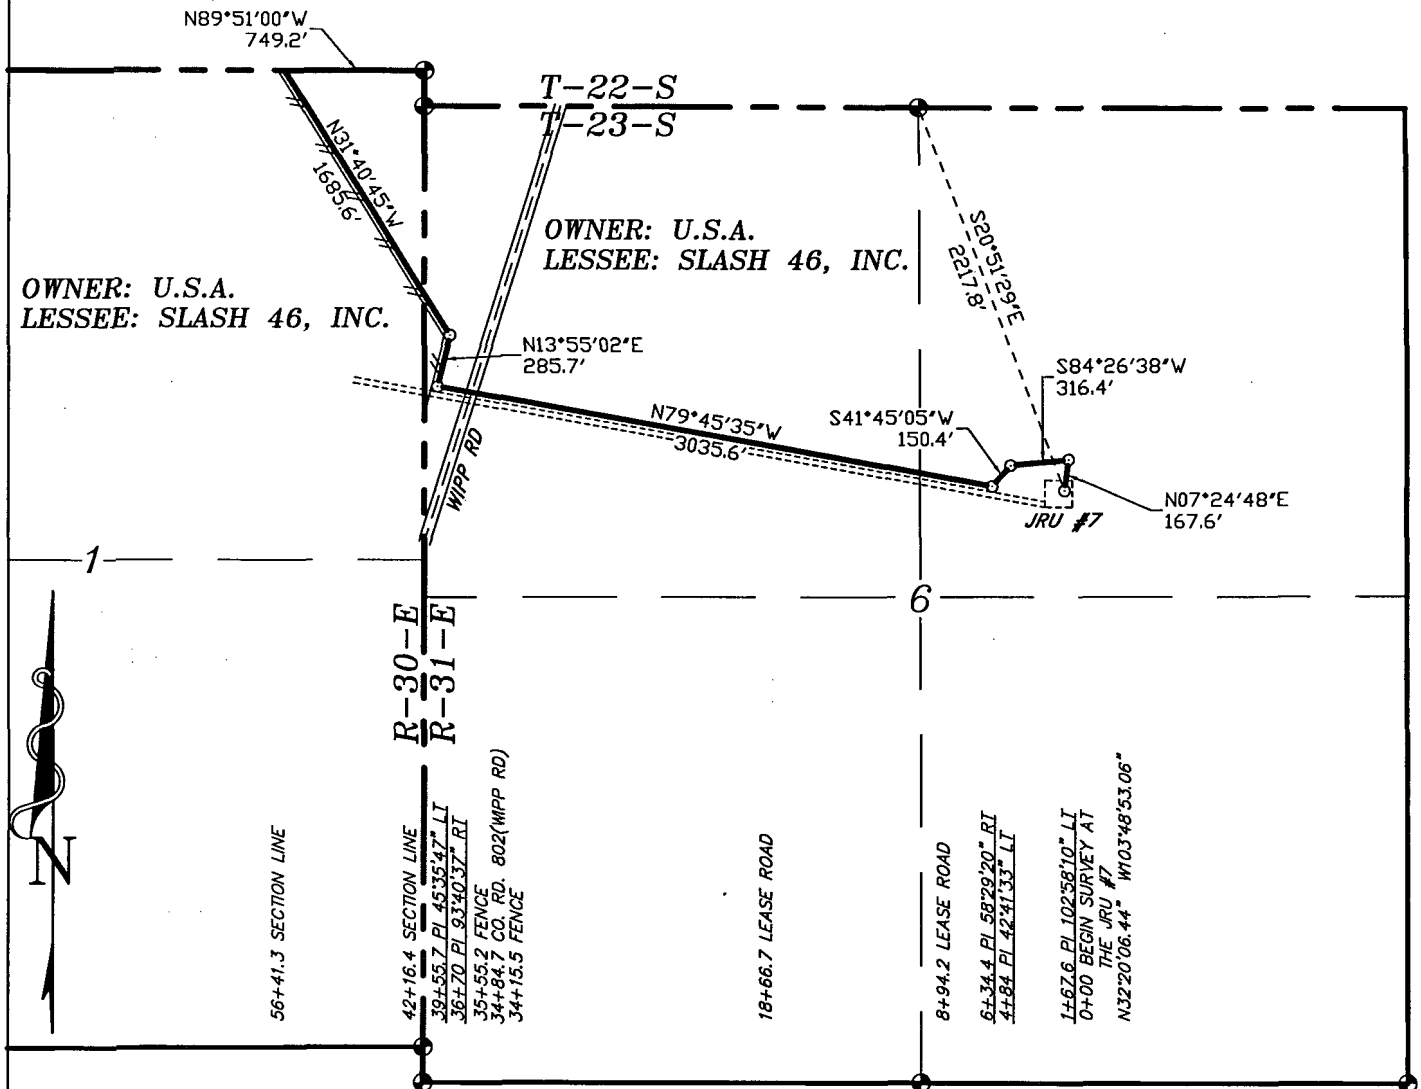 N89°51'00"W
749.2'
T-22-S
T-23-S
N31°40'45"W
1685.6'
OWNER: U.S.A.
LESSEE: SLASH 46, INC.
S20°51'29"E
2217.8'
OWNER: U.S.A.
LESSEE: SLASH 46, INC.
N13°55'02"E
285.7'
S84°26'38"W
316.4'
N79°45'35"W
3035.6'
S41°45'05"W
150.4'
WIPP RD
N07°24'48"E
167.6'
JRU #7
1
6
R-30-E
R-31-E
N
56+41.3 SECTION LINE
42+16.4 SECTION LINE
39+55.7 PI 45°35'47" LT
36+70 PI 93°40'37" RT
35+55.2 FENCE
34+84.7 CO. RD. 802(WIPP RD)
34+15.5 FENCE
18+66.7 LEASE ROAD
8+94.2 LEASE ROAD
6+34.4 PI 58°29'20" RT
4+84 PI 42°41'33" LT
1+67.6 PI 102°58'10" LT
0+00 BEGIN SURVEY AT
THE JRU #7
N32°20'06.44" W103°48'53.06"